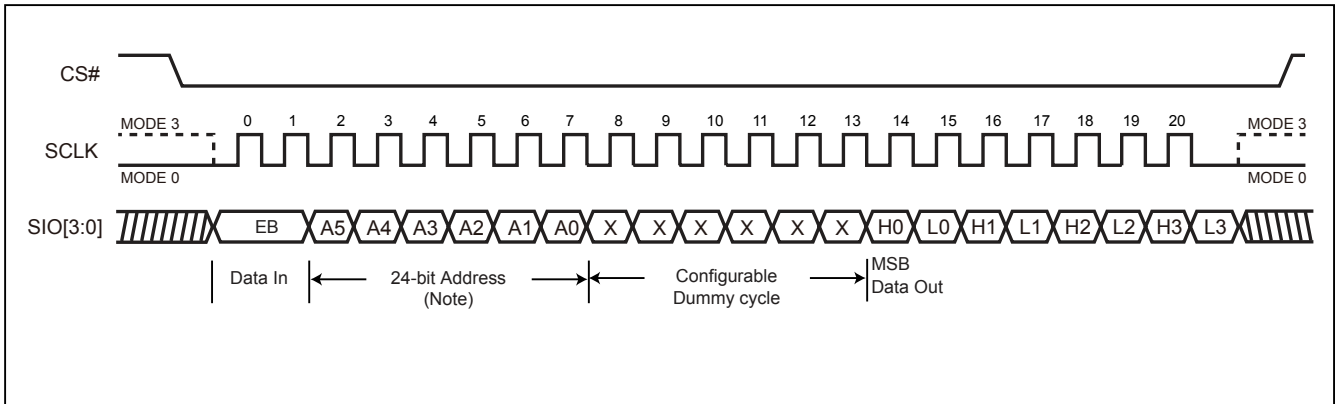 CS#
MODE 3
0 1 2 3 4 5 6 7 8 9 10 11 12 13 14 15 16 17 18 19 20
MODE 3
SCLK
MODE 0
MODE 0
SIO[3:0]
EB A5 A4 A3 A2 A1 A0 X X X X X X H0 L0 H1 L1 H2 L2 H3 L3
Data In
24-bit Address
(Note)
Configurable
Dummy cycle
MSB
Data Out